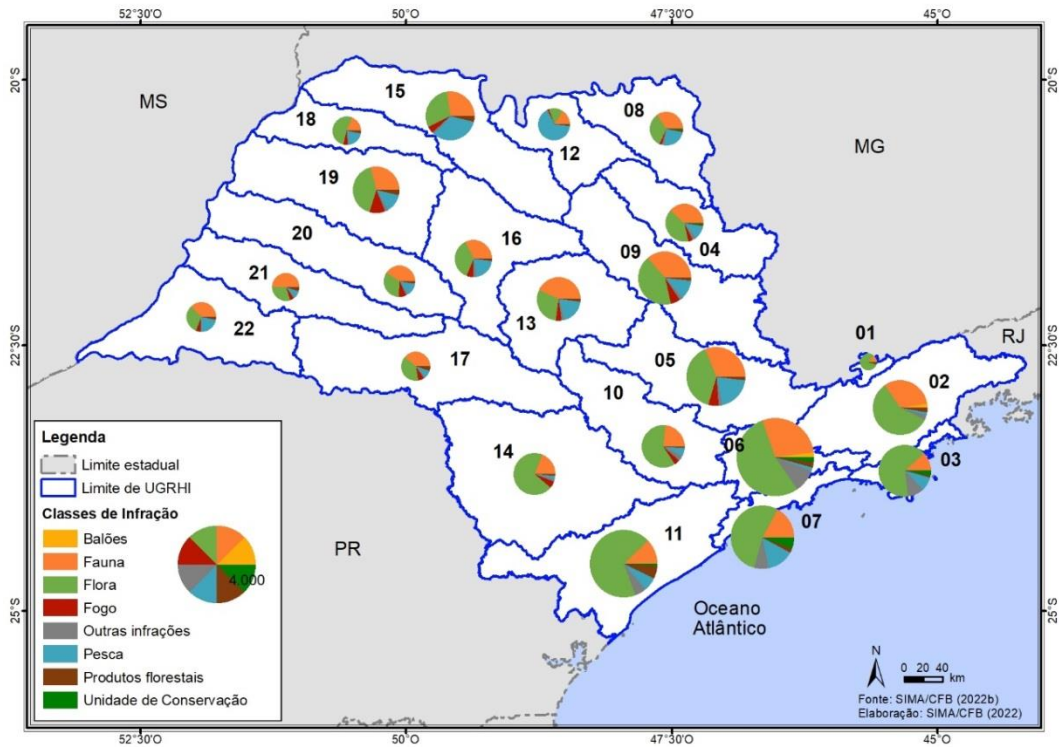 52°30'O 50°O 47°30'O 45°O
20°S 20°S
MS
15
18
08
MG
12
19
16
04
20
09
21
13
22
01
22°30'S 22°30'S
RJ
17
05
02
10
06
14
03
07
11
PR
Legenda
Limite estadual
Limite de UGRHI
Classes de Infração
Balões
Fauna
Flora
Fogo
Outras infrações
Pesca
Produtos florestais
Unidade de Conservação
4.000
25°S 25°S
Oceano
Atlântico
N
0 20 40
km
Fonte: SIMA/CFB (2022b)
Elaboração: SIMA/CFB (2022)
52°30'O 50°O 47°30'O 45°O